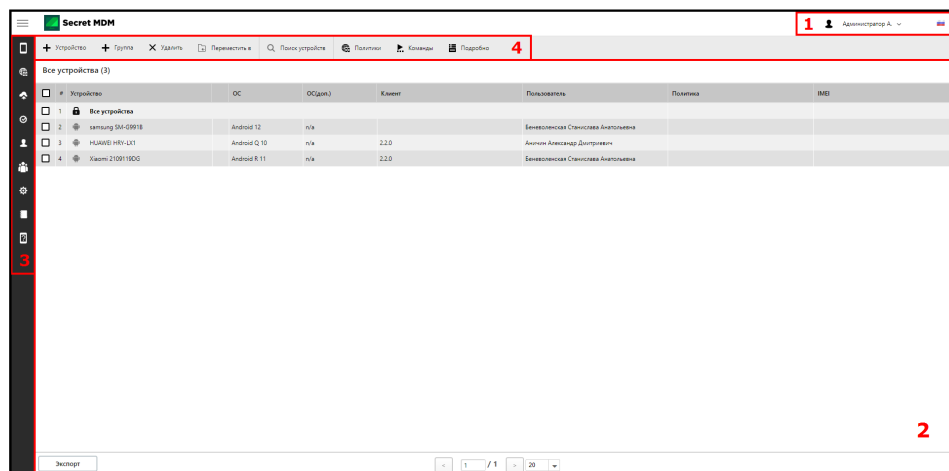 Secret MDM
1 Администратор А.
+ Устройство + Группа Удалить Переместить в Поиск устройств Политики Команды Подробно 4
Все устройства (3)
# Устройство ОС ОС(доп.) Клиент Пользователь Политика IMEI
1 Все устройства
2 samsung SM-G991B Android 12 n/a Беневоленская Станислава Анатольевна
3 HUAWEI HRY-LX1 Android Q 10 n/a 2.2.0 Аничин Александр Дмитриевич
4 Xiaomi 2109119DG Android R 11 n/a 2.2.0 Беневоленская Станислава Анатольевна
3
2
Экспорт < 1 / 1 > 20